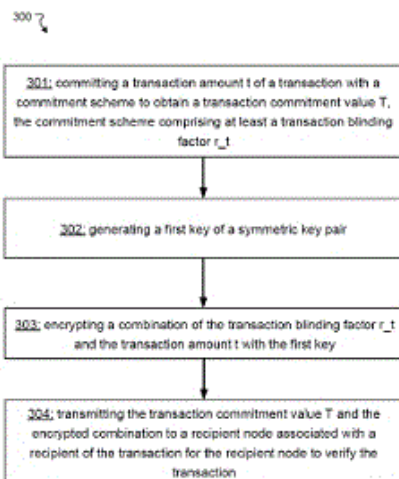 300
301: committing a transaction amount t of a transaction with a
commitment scheme to obtain a transaction commitment value T,
the commitment scheme comprising at least a transaction blinding
factor r_t
302: generating a first key of a symmetric key pair
303: encrypting a combination of the transaction blinding factor r_t
and the transaction amount t with the first key
304: transmitting the transaction commitment value T and the
encrypted combination to a recipient node associated with a
recipient of the transaction for the recipient node to verify the
transaction